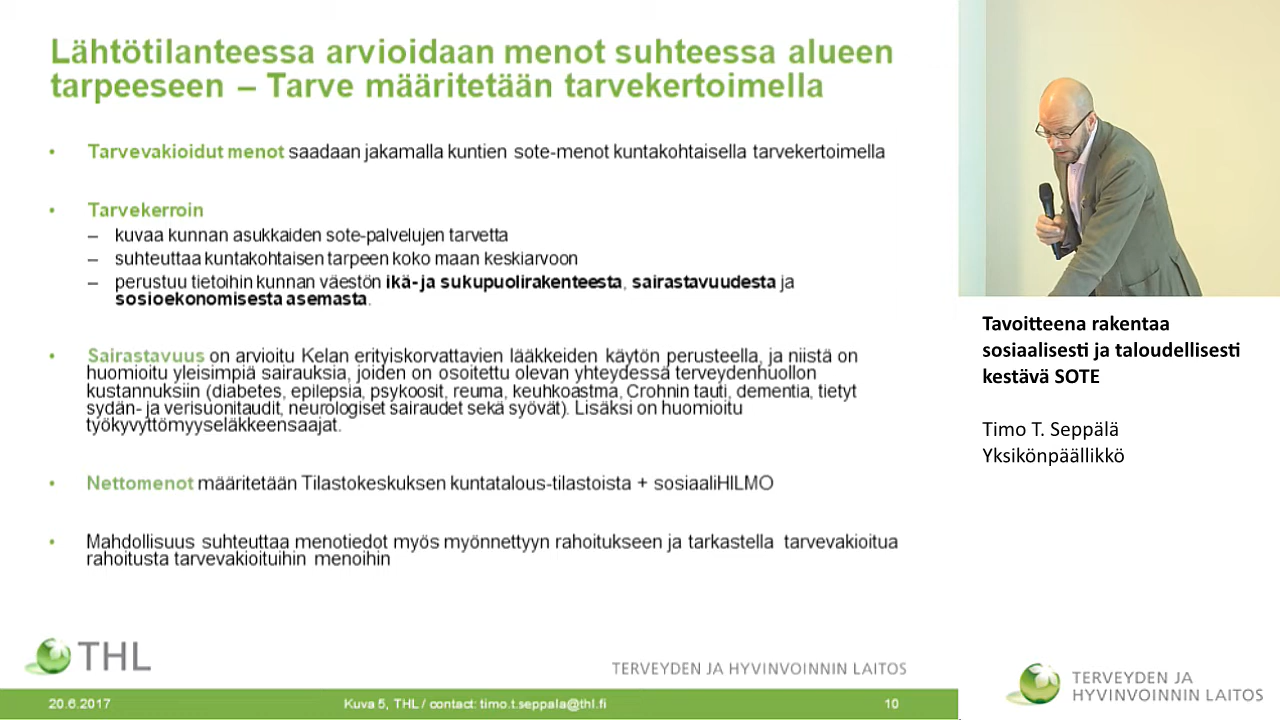 Lähtötilanteessa arvioidaan menot suhteessa alueen
tarpeeseen – Tarve määritetään tarvekertoimella
• Tarvevakioidut menot saadaan jakamalla kuntien sote-menot kuntakohtaisella tarvekertoimella
• Tarvekerroin
– kuvaa kunnan asukkaiden sote-palvelujen tarvetta
– suhteuttaa kuntakohtaisen tarpeen koko maan keskiarvoon
– perustuu tietoihin kunnan väestön ikä- ja sukupuolirakenteesta, sairastavuudesta ja
sosioekonomisesta asemasta.
• Sairastavuus on arvioitu Kelan erityiskorvattavien lääkkeiden käytön perusteella, ja niistä on
huomioitu yleisimpiä sairauksia, joiden on osoitettu olevan yhteydessä terveydenhuollon
kustannuksiin (diabetes, epilepsia, psykoosit, reuma, keuhkoastma, Crohnin tauti, dementia, tietyt
sydän- ja verisuonitaudit, neurologiset sairaudet sekä syövät). Lisäksi on huomioitu
työkyvyttömyyseläkkeensaajat.
• Nettomenot määritetään Tilastokeskuksen kuntatalous-tilastoista + sosiaaliHILMO
• Mahdollisuus suhteuttaa menotiedot myös myönnettyyn rahoitukseen ja tarkastella tarvevakioitua
rahoitusta tarvevakioituihin menoihin
THL
TERVEYDEN JA HYVINVOINNIN LAITOS
20.6.2017 Kuva 5, THL / contact: timo.t.seppala@thl.fi 10
Tavoitteena rakentaa
sosiaalisesti ja taloudellisesti
kestävä SOTE
Timo T. Seppälä
Yksikönpäällikkö
TERVEYDEN JA
HYVINVOINNIN LAITOS